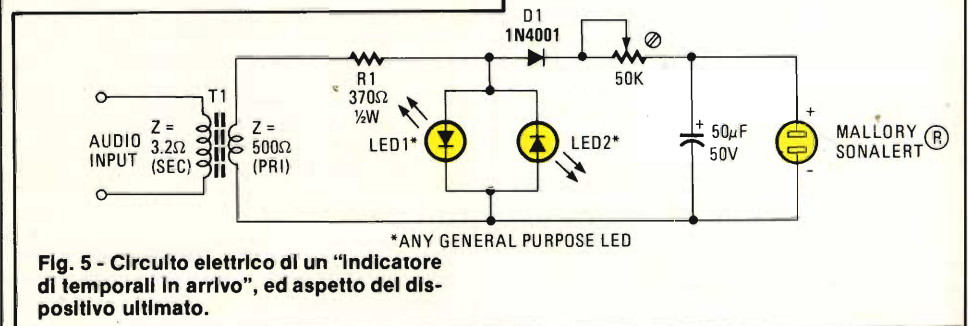 D1
1N4001
R1
370Ω
½W
50K
T1
AUDIO
INPUT
Z =
3.2Ω
(SEC)
Z =
500Ω
(PRI)
LED1*
LED2*
+
50µF
50V
+
-
MALLORY
SONALERT Ⓡ
*ANY GENERAL PURPOSE LED
Fig. 5 - Circuito elettrico di un "indicatore
di temporali in arrivo", ed aspetto del dis-
positivo ultimato.